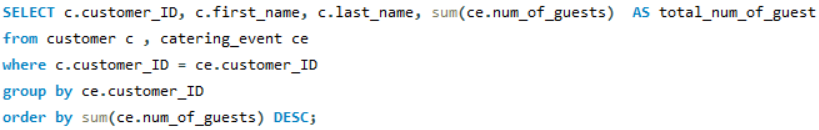 SELECT c.customer_ID, c.first_name, c.last_name, sum(ce.num_of_guests)  AS total_num_of_guest
from customer c , catering_event ce
where c.customer_ID = ce.customer_ID
group by ce.customer_ID
order by sum(ce.num_of_guests) DESC;